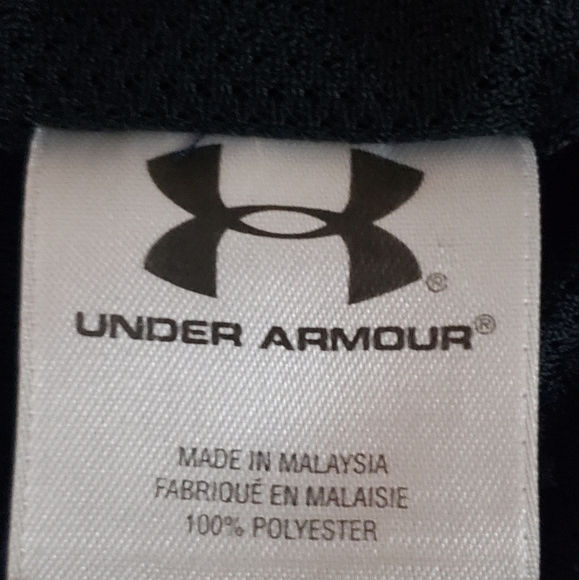 ®
UNDER ARMOUR®
MADE IN MALAYSIA
FABRIQUÉ EN MALAISIE
100% POLYESTER